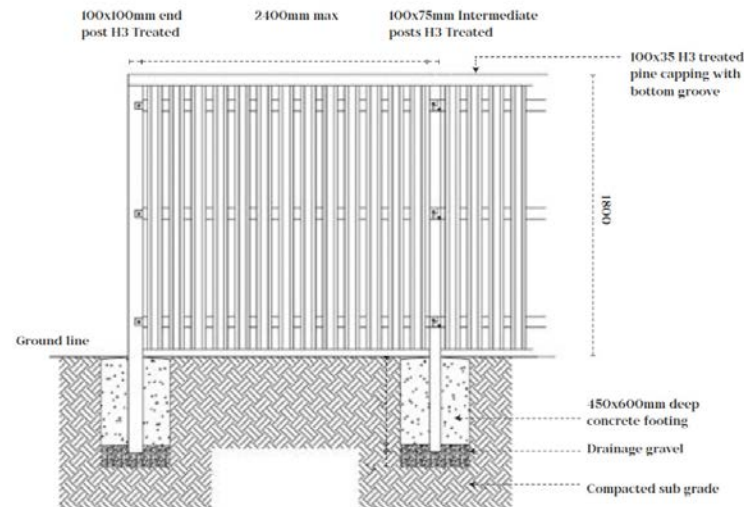 100x100mm end
post H3 Treated
2400mm max
100x75mm Intermediate
posts H3 Treated
100x35 H3 treated
pine capping with
bottom groove
1800
Ground line
450x600mm deep
concrete footing
Drainage gravel
Compacted sub grade